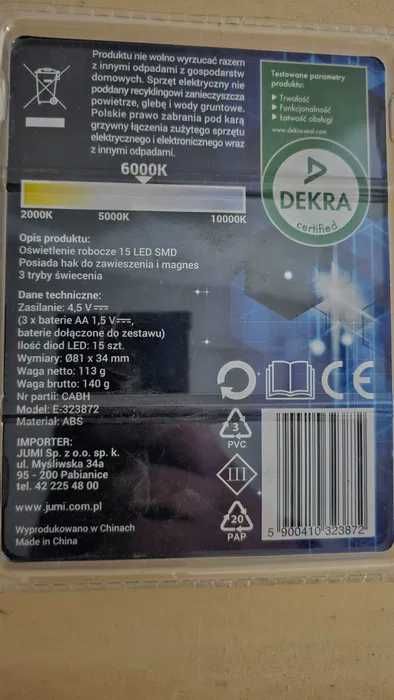 Produktu nie wolno wyrzucać razem
z innymi odpadami z gospodarstw
domowych. Sprzęt elektryczny nie
poddany recyklingowi zanieczyszcza
powietrze, glebę i wody gruntowe.
Polskie prawo zabrania pod karą
grzywny łączenia zużytego sprzętu
elektrycznego i elektronicznego wraz
z innymi odpadami.
Testowane parametry
produktu:
Trwałość
Funkcjonalność
Łatwość obsługi
www.dekra-seal.com
DEKRA
certified
6000K
2000K 5000K 10000K
Opis produktu:
Oświetlenie robocze 15 LED SMD
Posiada hak do zawieszenia i magnes
3 tryby świecenia
Dane techniczne:
Zasilanie: 4,5 V⎓
(3 x baterie AA 1,5 V⎓,
baterie dołączone do zestawu)
Ilość diod LED: 15 szt.
Wymiary: Ø81 x 34 mm
Waga netto: 113 g
Waga brutto: 140 g
Nr partii: CABH
Model: E-323872
Materiał: ABS
IMPORTER:
JUMI Sp. z o.o. sp. k.
ul. Myśliwska 34a
95 - 200 Pabianice
tel. 42 225 48 00
www.jumi.com.pl
Wyprodukowano w Chinach
Made in China
CE
3
PVC
III
20
PAP
5 900410 323872